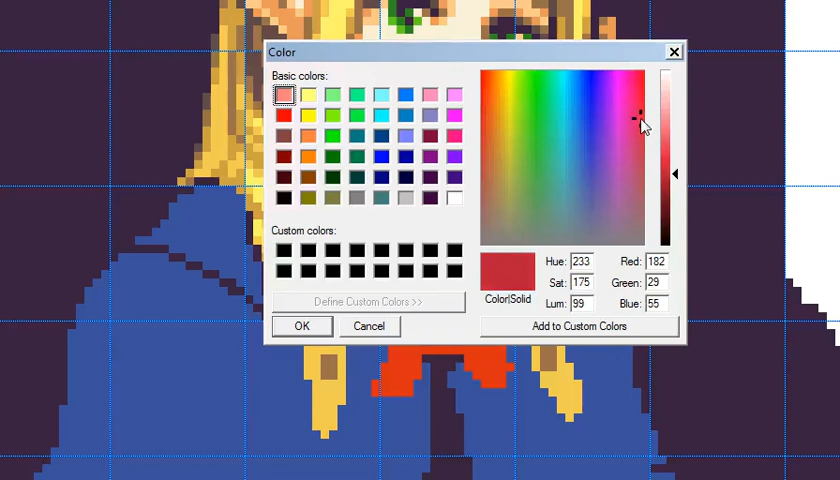 Color
Basic colors:
Custom colors:
Define Custom Colors >>
OK
Cancel
Color|Solid
Hue: 233
Sat: 175
Lum: 99
Red: 182
Green: 29
Blue: 55
Add to Custom Colors